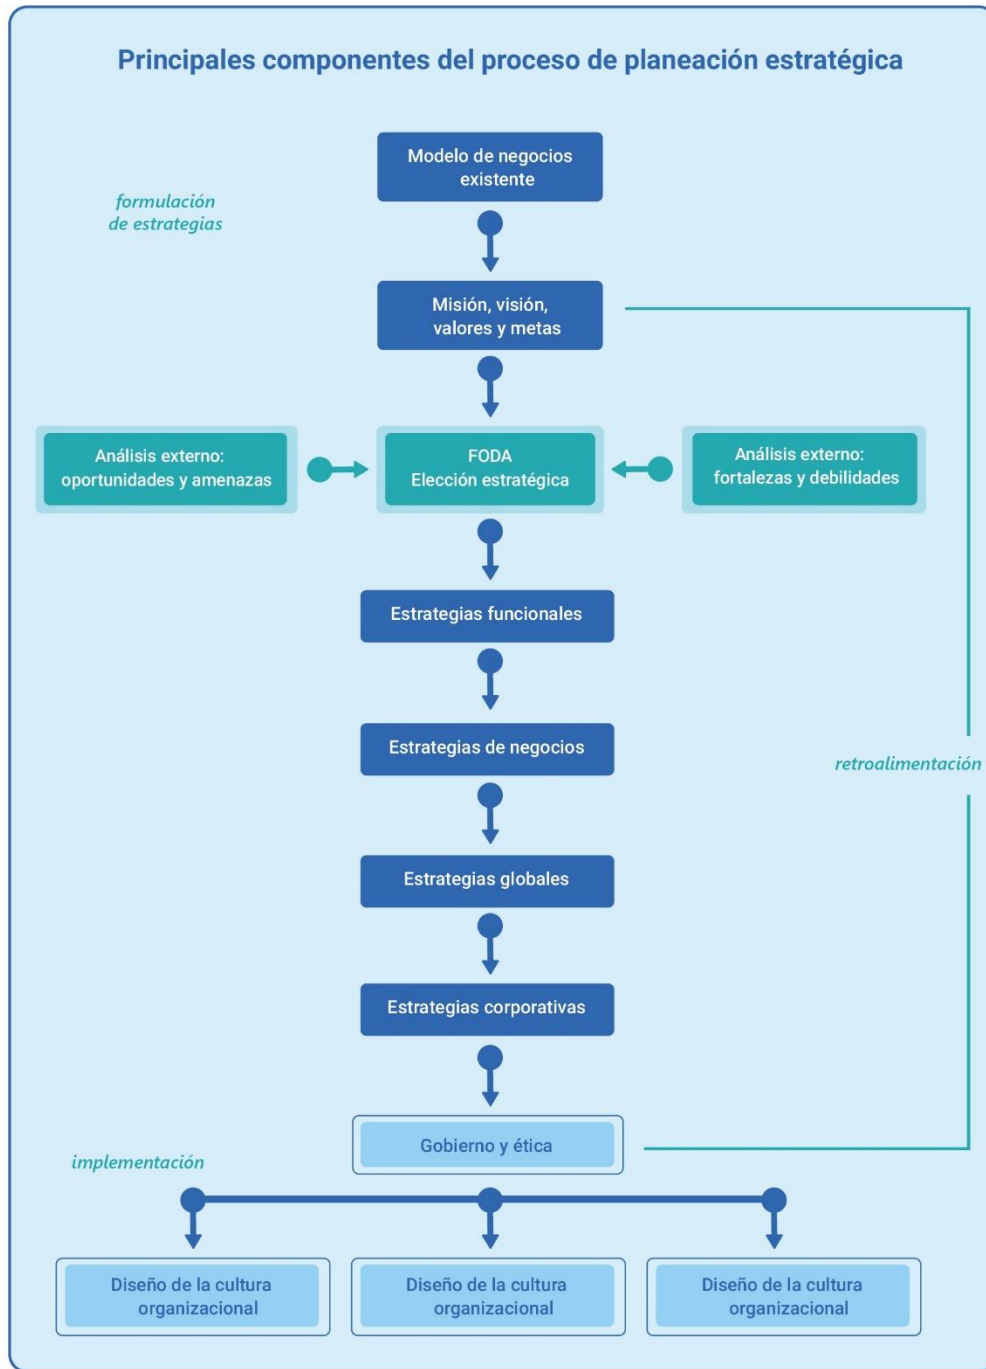 Principales componentes del proceso de planeación estratégica
Modelo de negocios
existente
formulación
de estrategias
Misión, visión,
valores y metas
Análisis externo:
oportunidades y amenazas
FODA
Elección estratégica
Análisis externo:
fortalezas y debilidades
Estrategias funcionales
Estrategias de negocios
retroalimentación
Estrategias globales
Estrategias corporativas
Gobierno y ética
implementación
Diseño de la cultura
organizacional
Diseño de la cultura
organizacional
Diseño de la cultura
organizacional